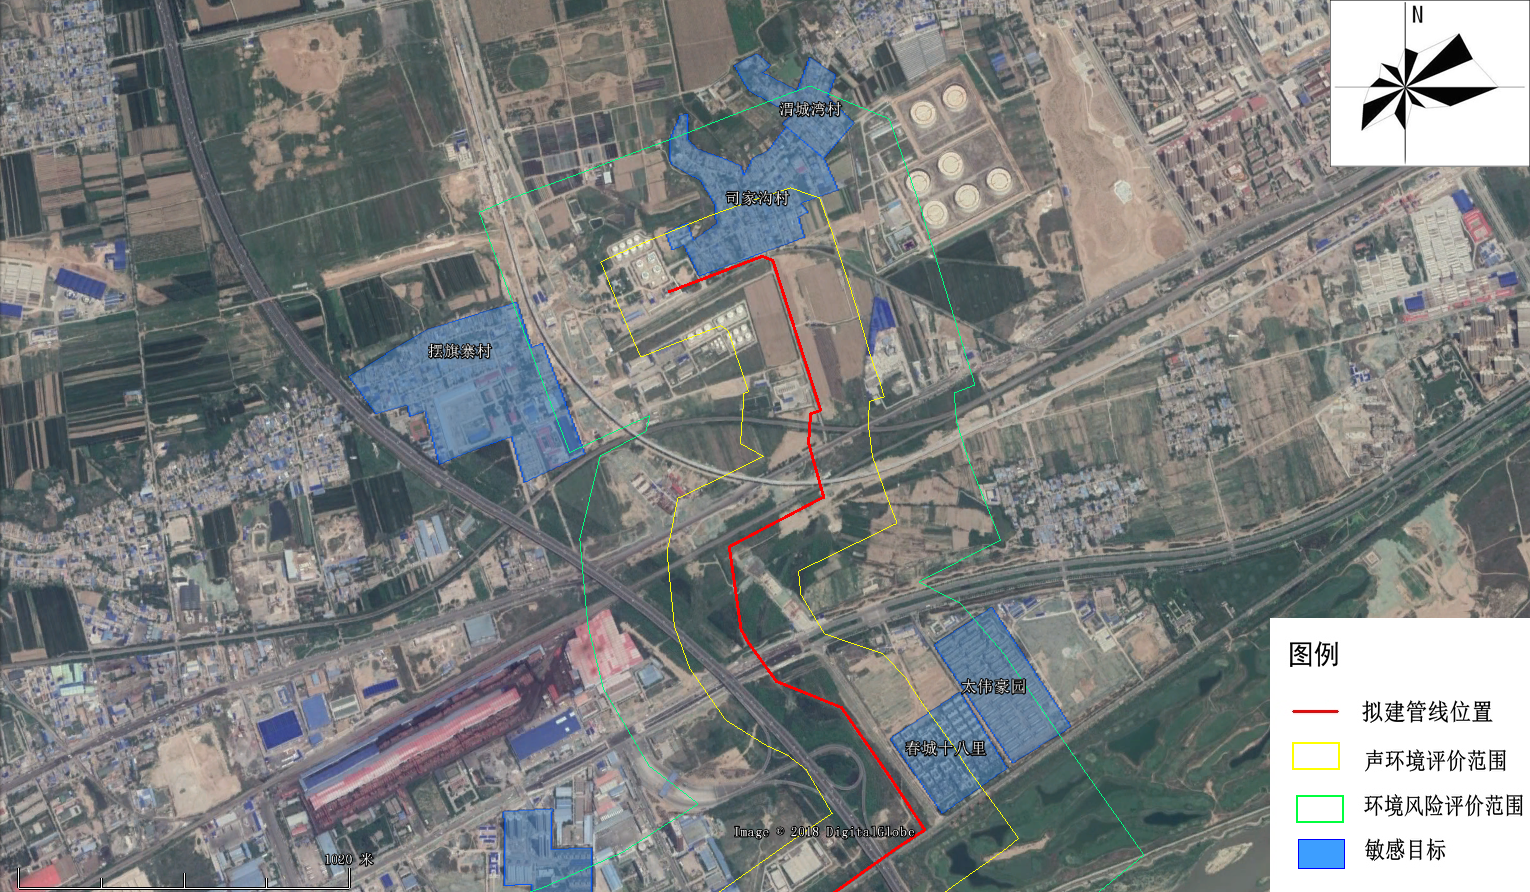 N
渭城湾村
司家沟村
摆旗寨村
太伟豪园
春城十八里
图例
拟建管线位置
声环境评价范围
环境风险评价范围
敏感目标
Image © 2018 DigitalGlobe
1020 米